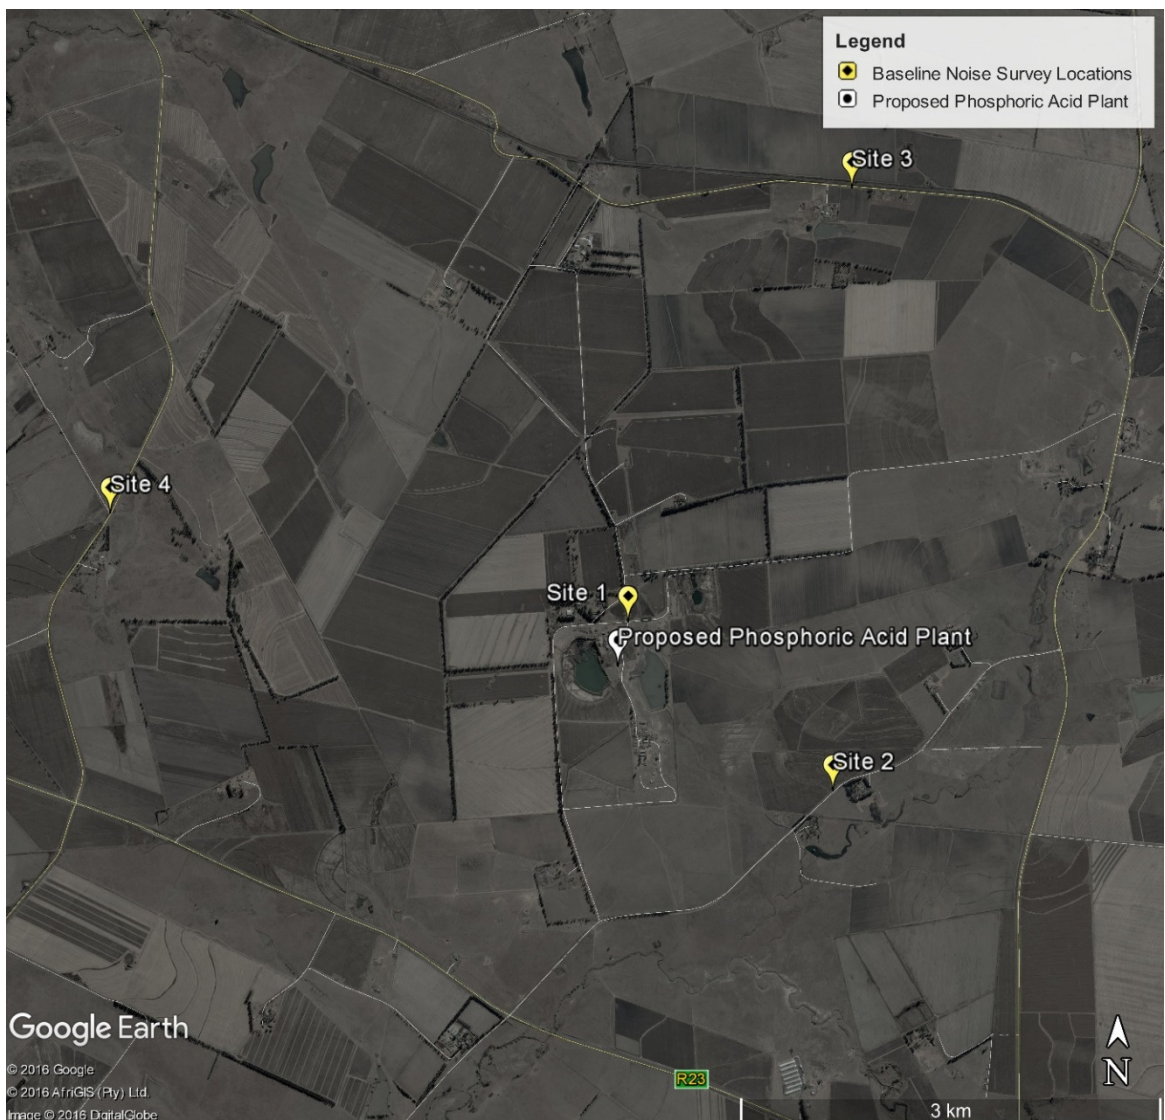 Legend
Baseline Noise Survey Locations
Proposed Phosphoric Acid Plant
Site 3
Site 4
Site 1
Proposed Phosphoric Acid Plant
Site 2
Google Earth
© 2016 Google
© 2016 AfriGIS (Pty) Ltd.
Image © 2016 DigitalGlobe
R23
N
3 km